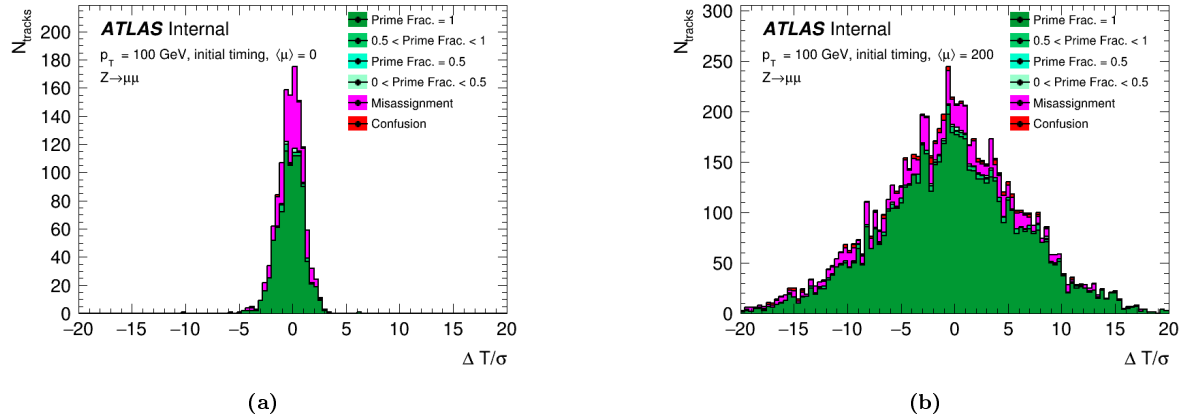 ATLAS Internal
p_T = 100 GeV, initial timing, ⟨μ⟩ = 0
Z→μμ
Prime Frac. = 1
0.5 < Prime Frac. < 1
Prime Frac. = 0.5
0 < Prime Frac. < 0.5
Misassignment
Confusion
N_tracks
200
180
160
140
120
100
80
60
40
20
0
−20 −15 −10 −5 0 5 10 15 20
Δ T/σ
(a)
ATLAS Internal
p_T = 100 GeV, initial timing, ⟨μ⟩ = 200
Z→μμ
Prime Frac. = 1
0.5 < Prime Frac. < 1
Prime Frac. = 0.5
0 < Prime Frac. < 0.5
Misassignment
Confusion
N_tracks
300
250
200
150
100
50
0
−20 −15 −10 −5 0 5 10 15 20
Δ T/σ
(b)